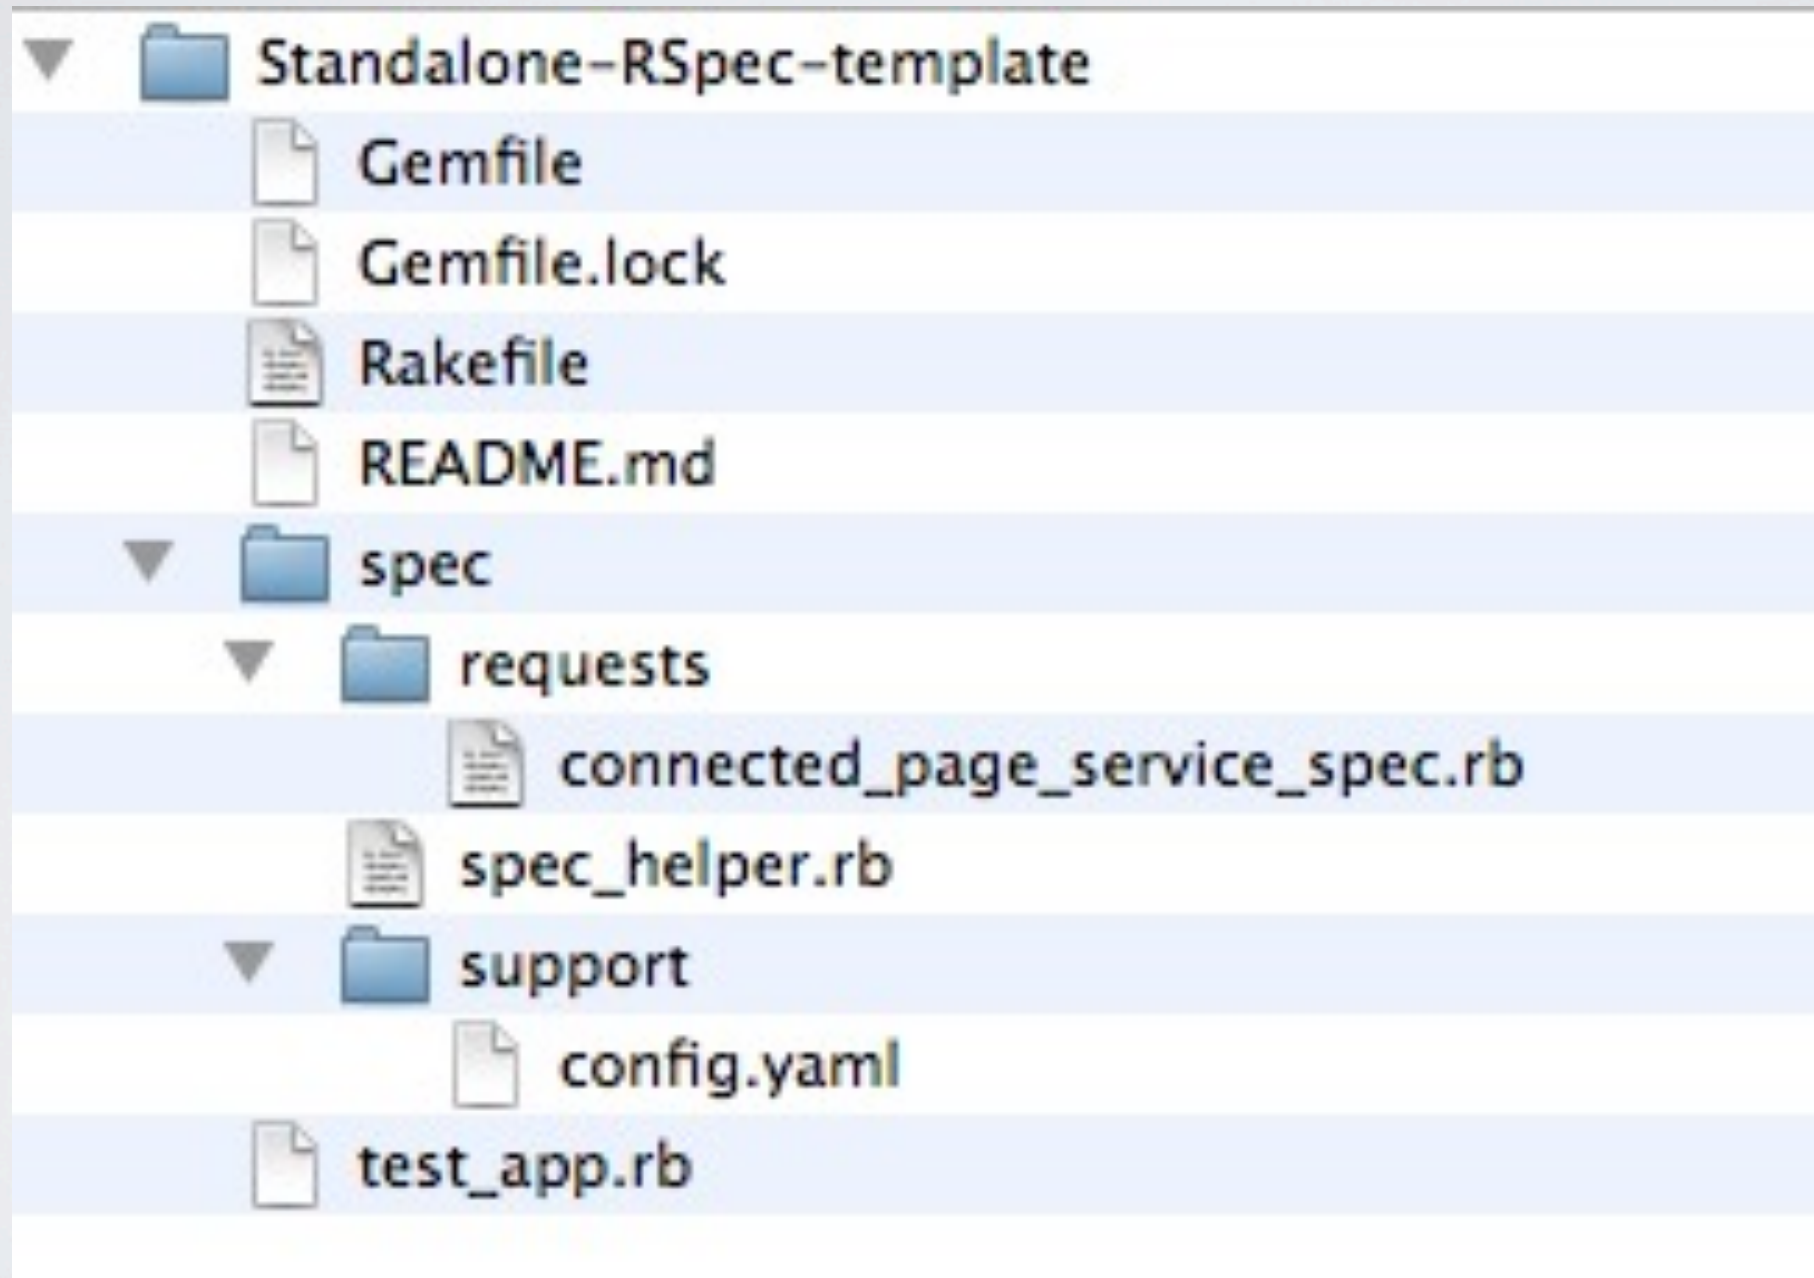 Standalone-RSpec-template
Gemfile
Gemfile.lock
Rakefile
README.md
spec
requests
connected_page_service_spec.rb
spec_helper.rb
support
config.yaml
test_app.rb